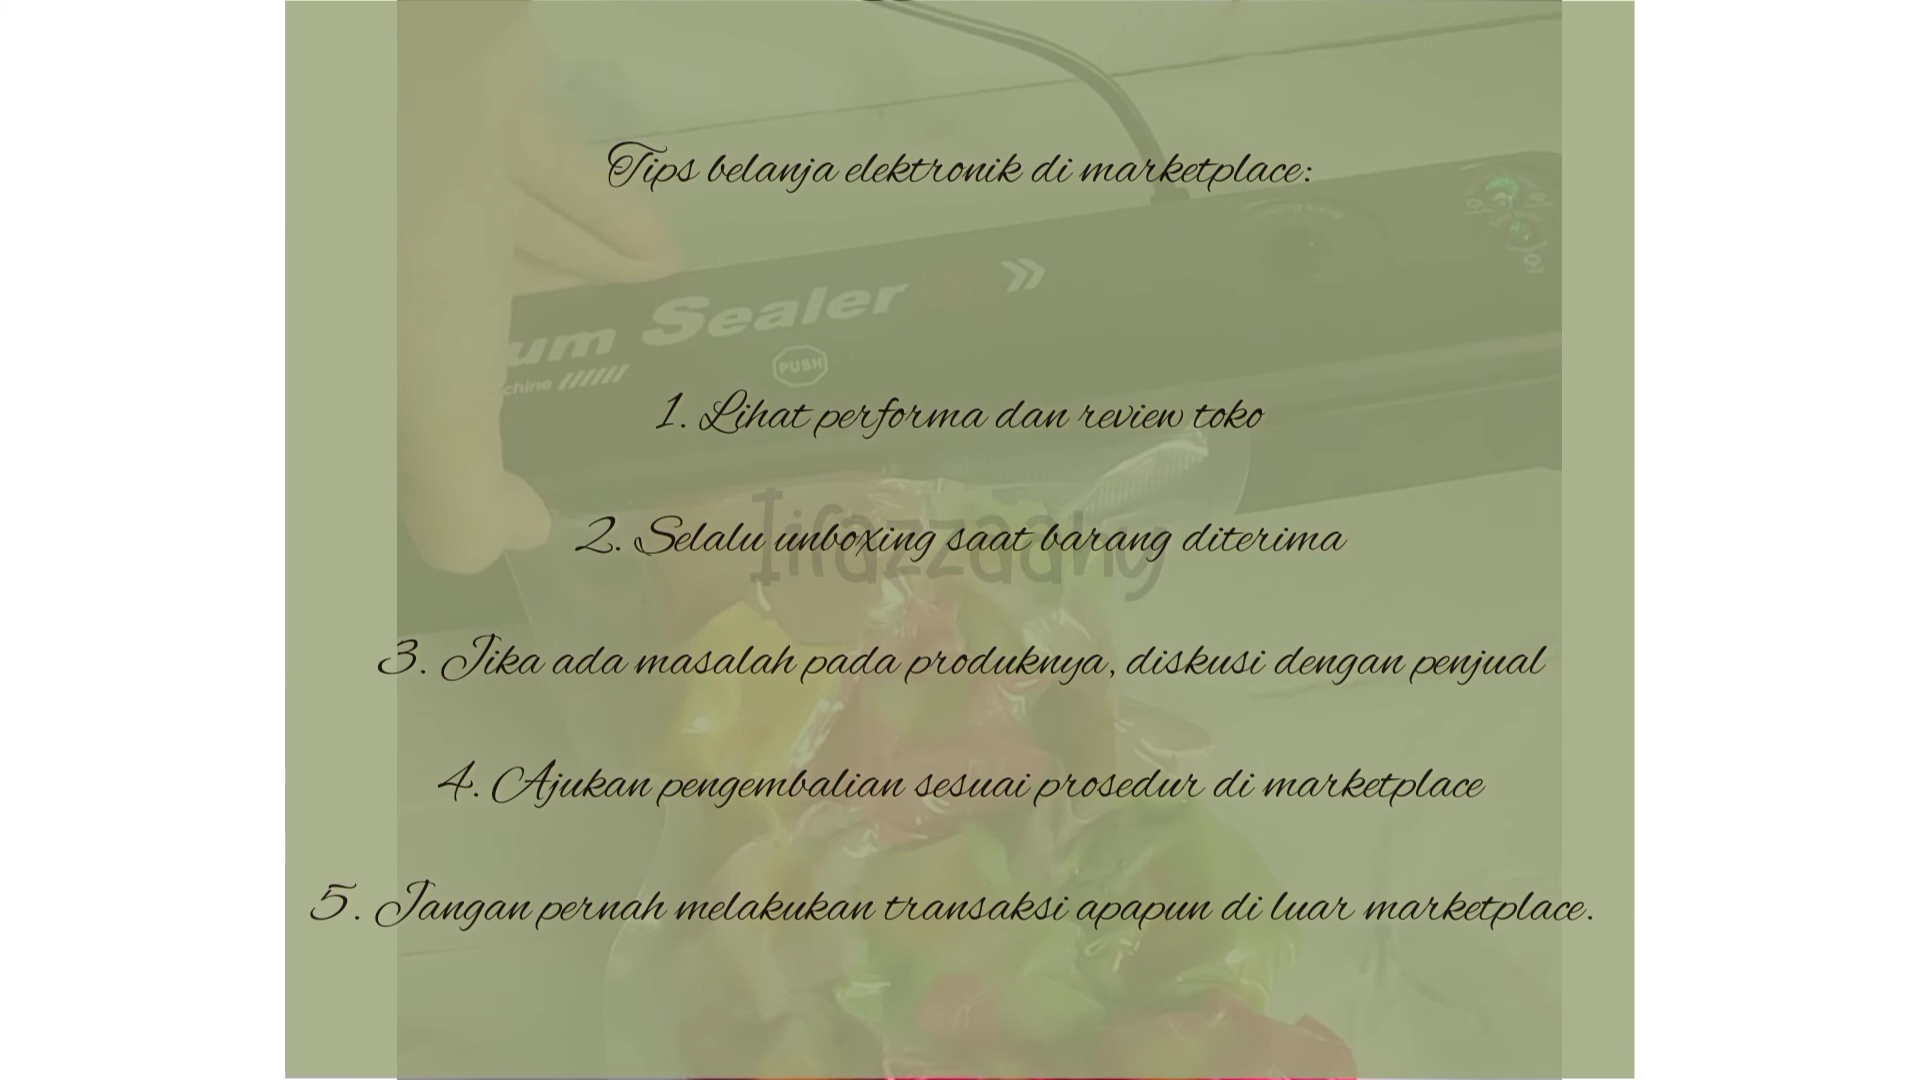 Tips belanja elektronik di marketplace:
um Sealer »
chine //////
PUSH
1. Lihat performa dan review toko
2. Selalu unboxing saat barang diterima
Iifazzadhy
3. Jika ada masalah pada produknya, diskusi dengan penjual
4. Ajukan pengembalian sesuai prosedur di marketplace
5. Jangan pernah melakukan transaksi apapun di luar marketplace.